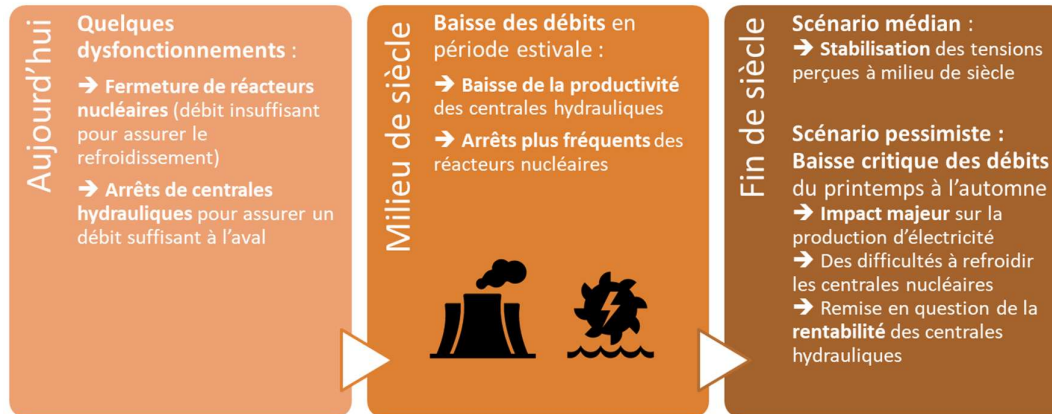 Aujourd'hui
Quelques
dysfonctionnements :
➔ Fermeture de réacteurs
nucléaires (débit insuffisant
pour assurer le
refroidissement)
➔ Arrêts de centrales
hydrauliques pour assurer un
débit suffisant à l'aval
Milieu de siècle
Baisse des débits en
période estivale :
➔ Baisse de la productivité
des centrales hydrauliques
➔ Arrêts plus fréquents des
réacteurs nucléaires
Fin de siècle
Scénario médian :
➔ Stabilisation des tensions
perçues à milieu de siècle
Scénario pessimiste :
Baisse critique des débits
du printemps à l'automne
➔ Impact majeur sur la
production d'électricité
➔ Des difficultés à refroidir
les centrales nucléaires
➔ Remise en question de la
rentabilité des centrales
hydrauliques